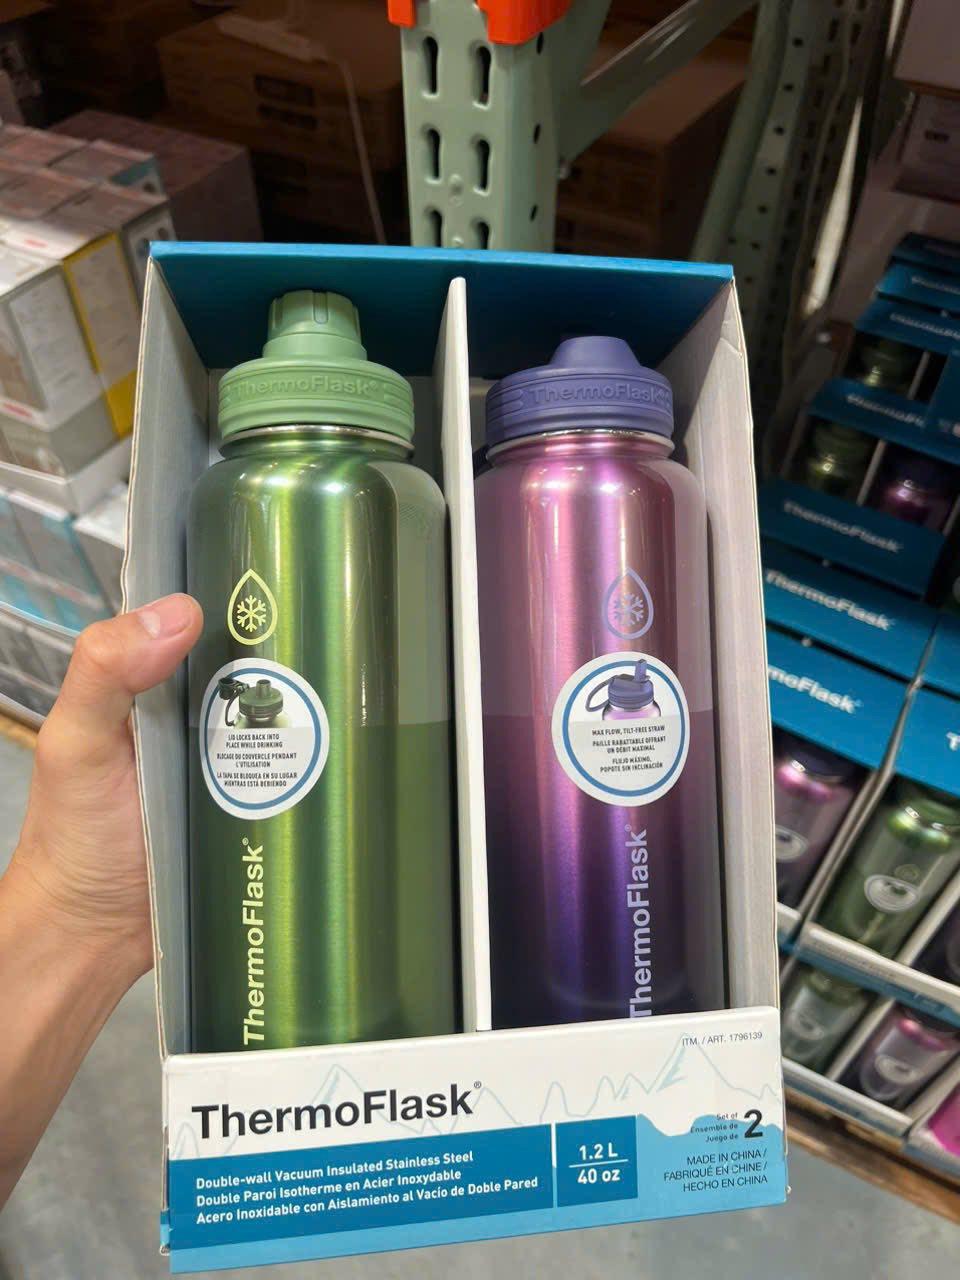 ThermoFlask®
ThermoFlask®
LID LOCKS BACK INTO
PLACE WHILE DRINKING
BLOCAGE DU COUVERCLE PENDANT
L'UTILISATION
LA TAPA SE BLOQUEA EN SU LUGAR
MIENTRAS ESTÁ BEBIENDO
MAX FLOW, TILT-FREE STRAW
PAILLE RABATTABLE OFFRANT
UN DÉBIT MAXIMAL
FLUJO MÁXIMO,
POPOTE SIN INCLINACIÓN
ThermoFlask®
ThermoFlask®
ITM. / ART. 1796139
ThermoFlask®
Set of
Ensemble de
Juego de
2
Double-wall Vacuum Insulated Stainless Steel
Double Paroi Isotherme en Acier Inoxydable
Acero Inoxidable con Aislamiento al Vacío de Doble Pared
1.2 L
40 oz
MADE IN CHINA /
FABRIQUÉ EN CHINE /
HECHO EN CHINA
ThermoFlask
ThermoFlask
ThermoFlask